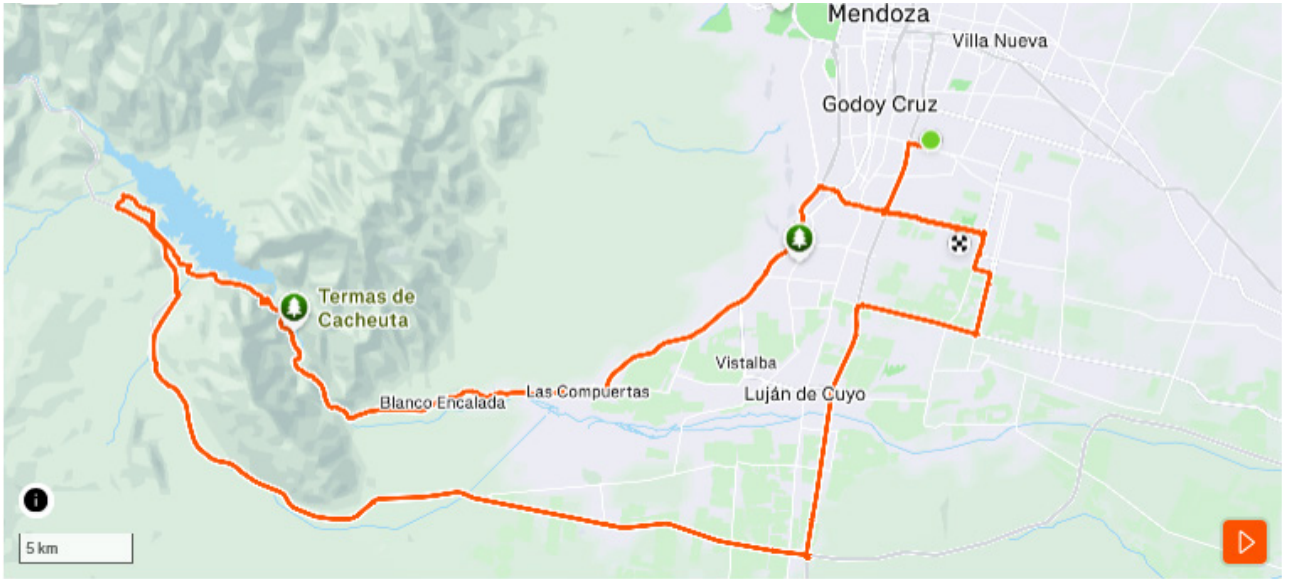 Mendoza
Villa Nueva
Godoy Cruz
Termas de
Cacheuta
Vistalba
Blanco Encalada
Las Compuertas
Luján de Cuyo
i
5 km